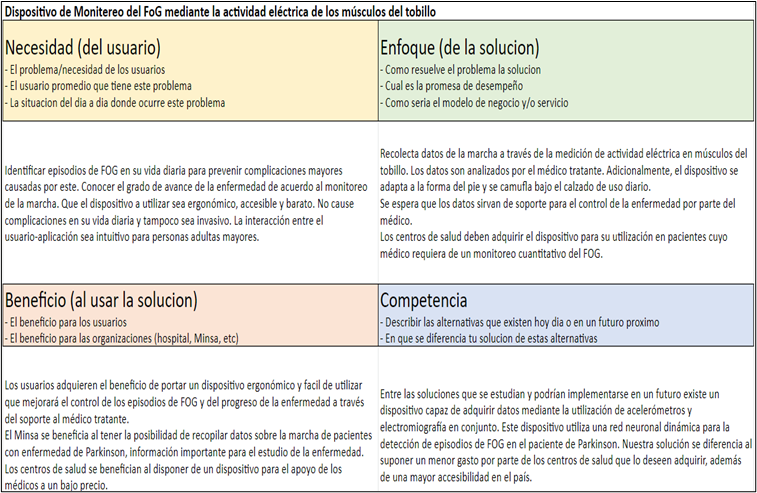 Dispositivo de Monitereo del FoG mediante la actividad eléctrica de los músculos del tobillo
Necesidad (del usuario)
- El problema/necesidad de los usuarios
- El usuario promedio que tiene este problema
- La situacion del dia a dia donde ocurre este problema
Enfoque (de la solucion)
- Como resuelve el problema la solucion
- Cual es la promesa de desempeño
- Como seria el modelo de negocio y/o servicio
Identificar episodios de FOG en su vida diaria para prevenir complicaciones mayores
causadas por este. Conocer el grado de avance de la enfermedad de acuerdo al monitoreo
de la marcha. Que el dispositivo a utilizar sea ergonómico, accesible y barato. No cause
complicaciones en su vida diaria y tampoco sea invasivo. La interacción entre el
usuario-aplicación sea intuitivo para personas adultas mayores.
Recolecta datos de la marcha a través de la medición de actividad eléctrica en músculos del
tobillo. Los datos son analizados por el médico tratante. Adicionalmente, el dispositivo se
adapta a la forma del pie y se camufla bajo el calzado de uso diario.
Se espera que los datos sirvan de soporte para el control de la enfermedad por parte del
médico.
Los centros de salud deben adquirir el dispositivo para su utilización en pacientes cuyo
médico requiera de un monitoreo cuantitativo del FOG.
Beneficio (al usar la solucion)
- El beneficio para los usuarios
- El beneficio para las organizaciones (hospital, Minsa, etc)
Competencia
- Describir las alternativas que existen hoy dia o en un futuro proximo
- En que se diferencia tu solucion de estas alternativas
Los usuarios adquieren el beneficio de portar un dispositivo ergonómico y facil de utilizar
que mejorará el control de los episodios de FOG y del progreso de la enfermedad a través
del soporte al médico tratante.
El Minsa se beneficia al tener la posibilidad de recopilar datos sobre la marcha de pacientes
con enfermedad de Parkinson, información importante para el estudio de la enfermedad.
Los centros de salud se benefician al disponer de un dispositivo para el apoyo de los
médicos a un bajo precio.
Entre las soluciones que se estudian y podrían implementarse en un futuro existe un
dispositivo capaz de adquirir datos mediante la utilización de acelerómetros y
electromiografía en conjunto. Este dispositivo utiliza una red neuronal dinámica para la
detección de episodios de FOG en el paciente de Parkinson. Nuestra solución se diferencia al
suponer un menor gasto por parte de los centros de salud que lo deseen adquirir, además
de una mayor accesibilidad en el país.